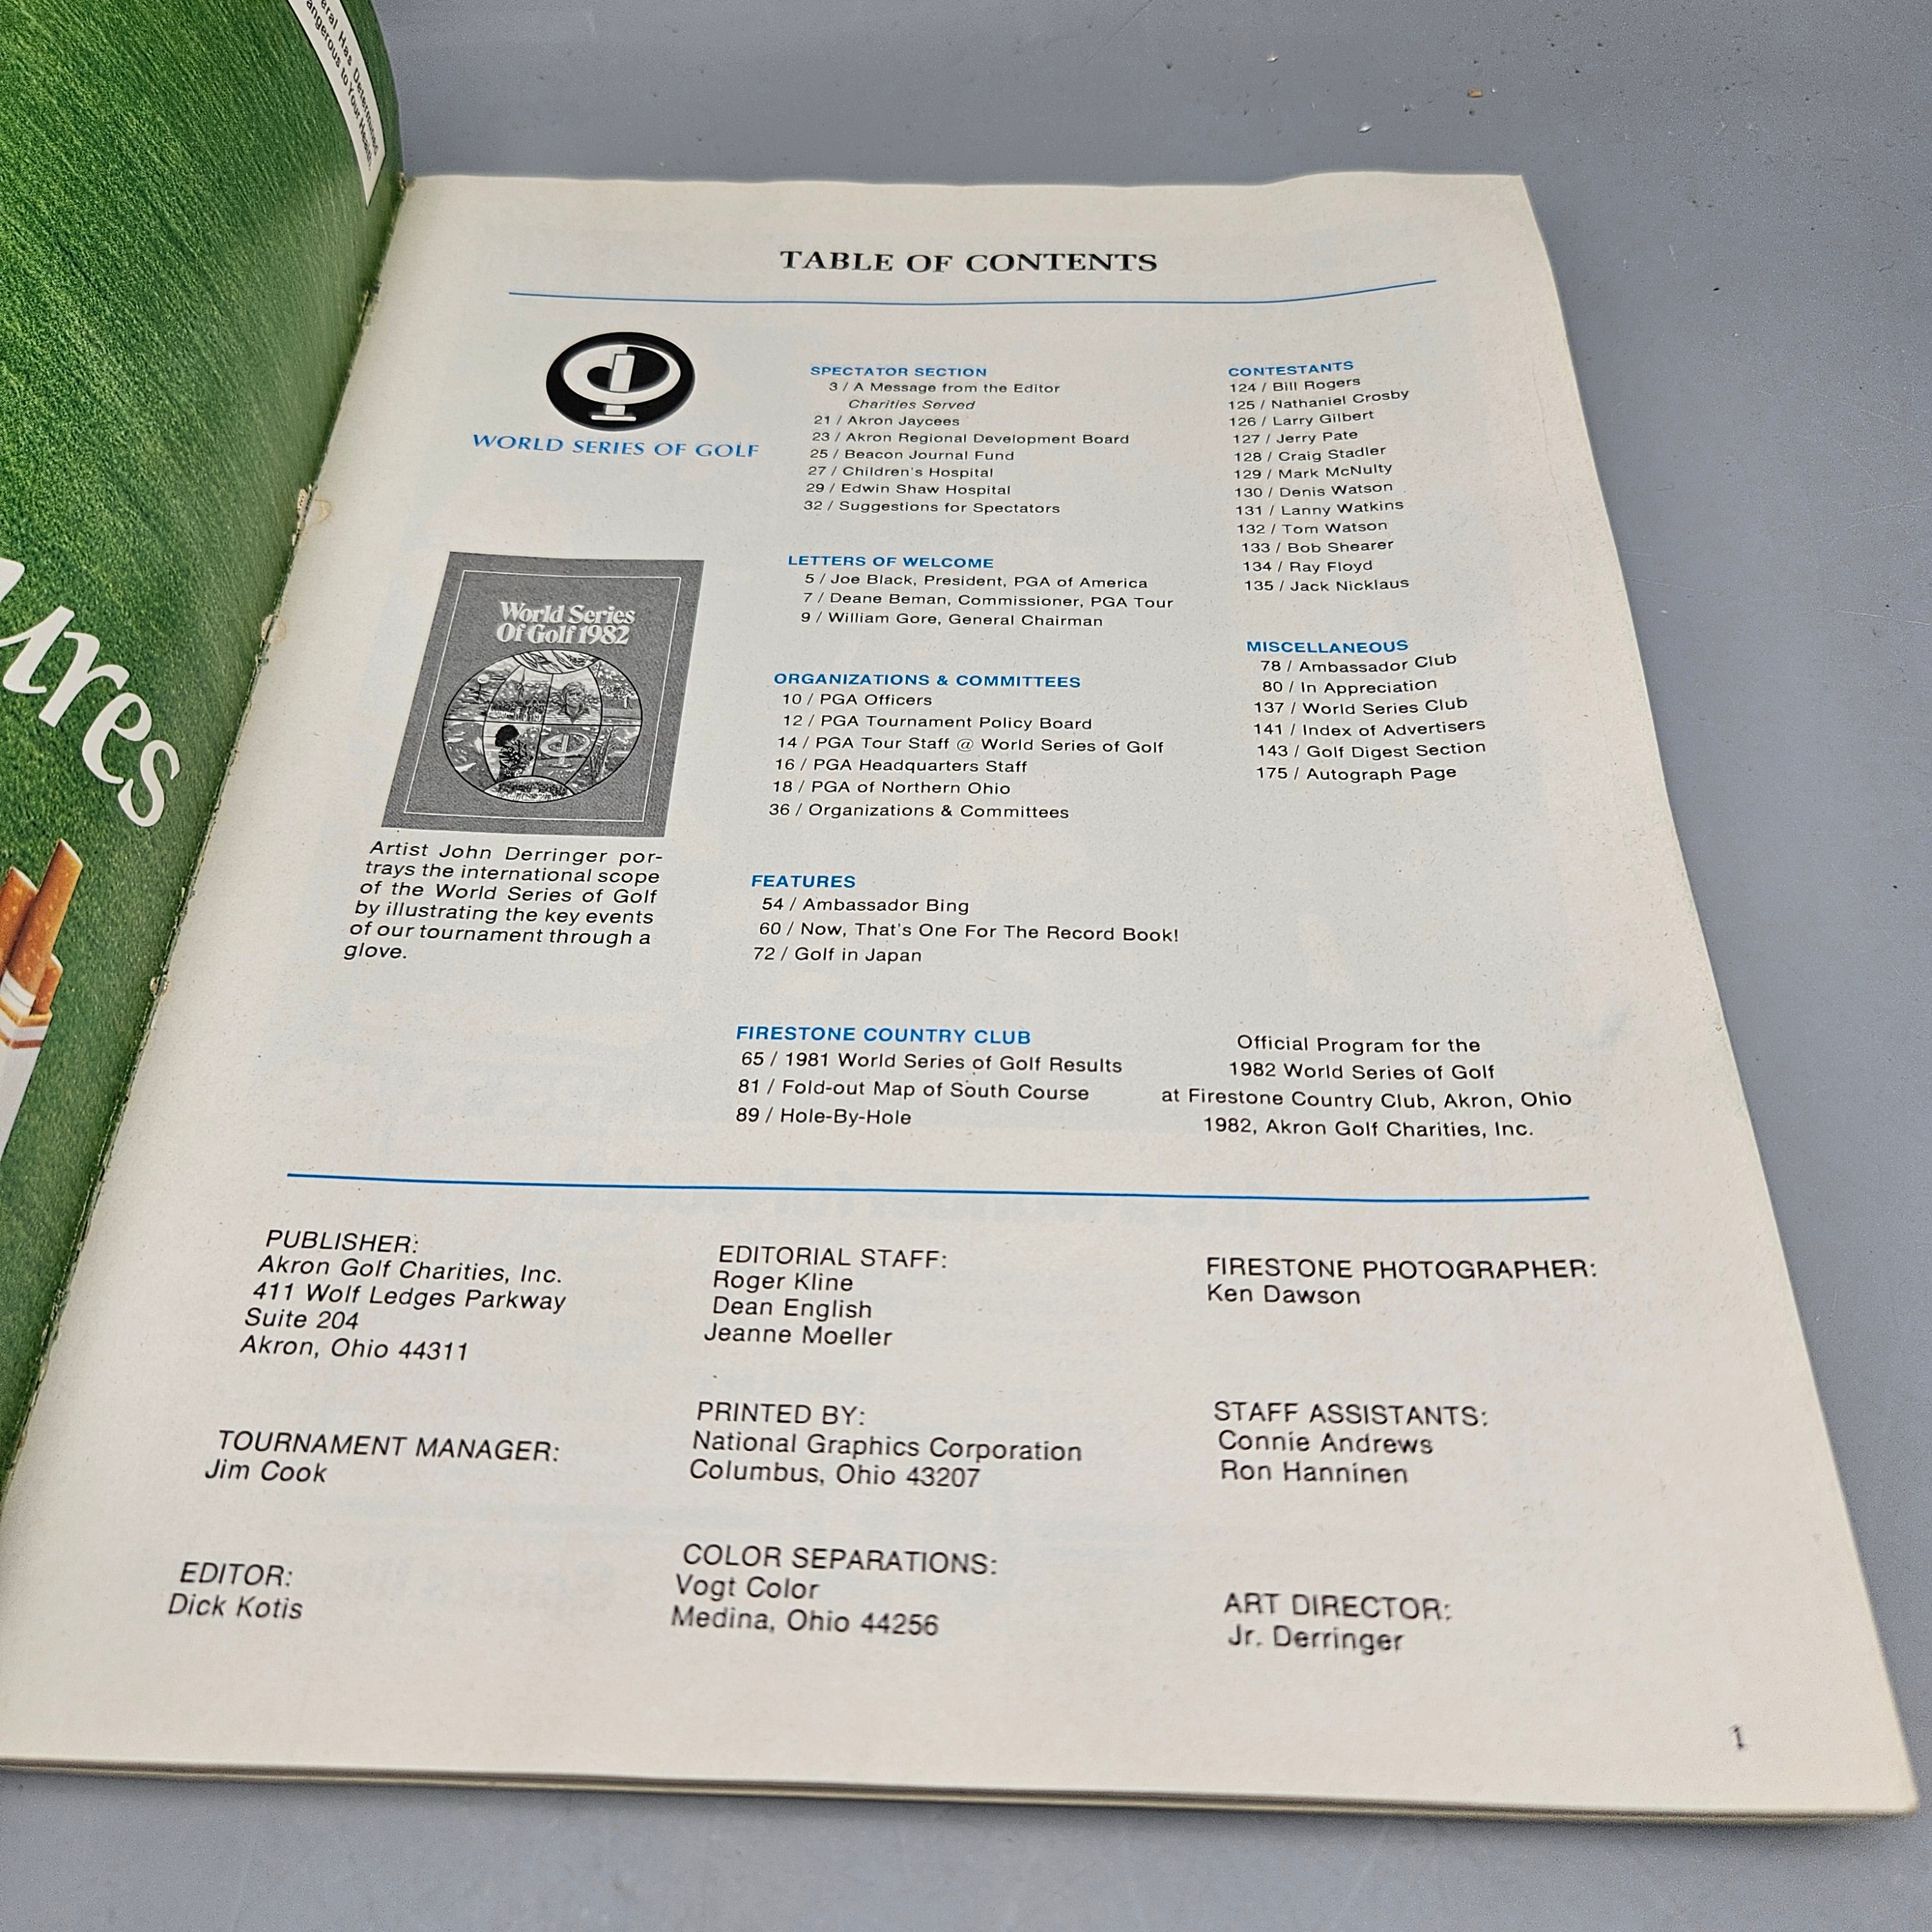 eral Has Determined
angerous to Your Health.
ures
TABLE OF CONTENTS
WORLD SERIES OF GOLF
World Series
Of Golf 1982
Artist John Derringer por-
trays the international scope
of the World Series of Golf
by illustrating the key events
of our tournament through a
glove.
SPECTATOR SECTION
3 / A Message from the Editor
Charities Served
21 / Akron Jaycees
23 / Akron Regional Development Board
25 / Beacon Journal Fund
27 / Children's Hospital
29 / Edwin Shaw Hospital
32 / Suggestions for Spectators
LETTERS OF WELCOME
5 / Joe Black, President, PGA of America
7 / Deane Beman, Commissioner, PGA Tour
9 / William Gore, General Chairman
ORGANIZATIONS & COMMITTEES
10 / PGA Officers
12 / PGA Tournament Policy Board
14 / PGA Tour Staff @ World Series of Golf
16 / PGA Headquarters Staff
18 / PGA of Northern Ohio
36 / Organizations & Committees
FEATURES
54 / Ambassador Bing
60 / Now, That's One For The Record Book!
72 / Golf in Japan
FIRESTONE COUNTRY CLUB
65 / 1981 World Series of Golf Results
81 / Fold-out Map of South Course
89 / Hole-By-Hole
CONTESTANTS
124 / Bill Rogers
125 / Nathaniel Crosby
126 / Larry Gilbert
127 / Jerry Pate
128 / Craig Stadler
129 / Mark McNulty
130 / Denis Watson
131 / Lanny Watkins
132 / Tom Watson
133 / Bob Shearer
134 / Ray Floyd
135 / Jack Nicklaus
MISCELLANEOUS
78 / Ambassador Club
80 / In Appreciation
137 / World Series Club
141 / Index of Advertisers
143 / Golf Digest Section
175 / Autograph Page
Official Program for the
1982 World Series of Golf
at Firestone Country Club, Akron, Ohio
1982, Akron Golf Charities, Inc.
PUBLISHER:
Akron Golf Charities, Inc.
411 Wolf Ledges Parkway
Suite 204
Akron, Ohio 44311
TOURNAMENT MANAGER:
Jim Cook
EDITOR:
Dick Kotis
EDITORIAL STAFF:
Roger Kline
Dean English
Jeanne Moeller
PRINTED BY:
National Graphics Corporation
Columbus, Ohio 43207
COLOR SEPARATIONS:
Vogt Color
Medina, Ohio 44256
FIRESTONE PHOTOGRAPHER:
Ken Dawson
STAFF ASSISTANTS:
Connie Andrews
Ron Hanninen
ART DIRECTOR:
Jr. Derringer
1